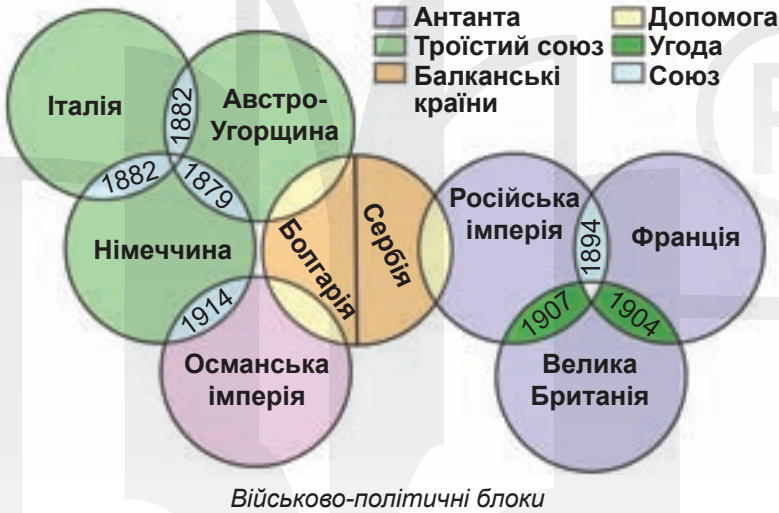 Антанта
Троїстий союз
Балканські
країни
Допомога
Угода
Союз
Італія
Австро-
Угорщина
1882
1882
1879
Німеччина
Болгарія
Сербія
1914
Османська
імперія
Російська
імперія
1894
Франція
1907
1904
Велика
Британія
Військово-політичні блоки